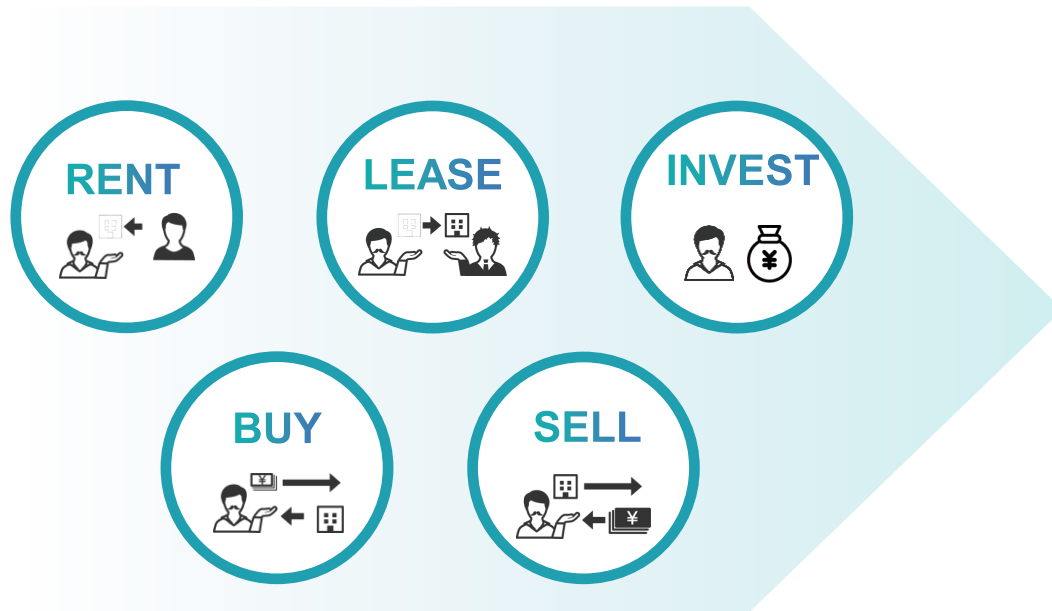 RENT
LEASE
INVEST
¥
BUY
¥
SELL
¥